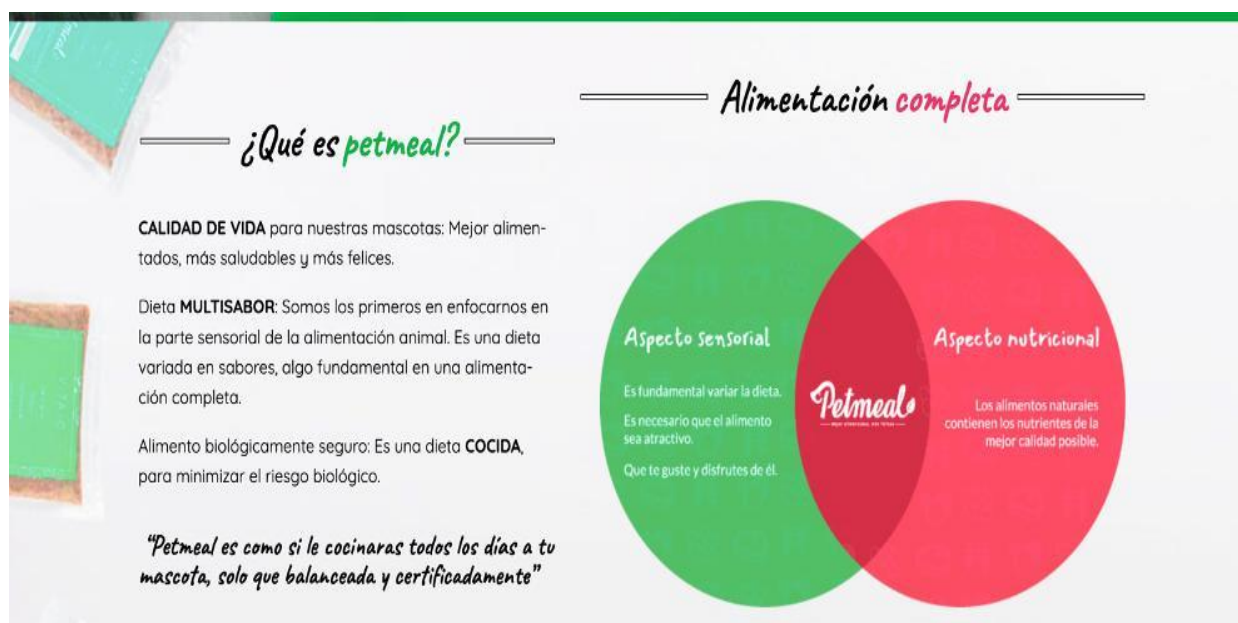 ¿Qué es petmeal?
CALIDAD DE VIDA para nuestras mascotas: Mejor alimen-
tados, más saludables y más felices.
Dieta MULTISABOR: Somos los primeros en enfocarnos en
la parte sensorial de la alimentación animal. Es una dieta
variada en sabores, algo fundamental en una alimenta-
ción completa.
Alimento biológicamente seguro: Es una dieta COCIDA,
para minimizar el riesgo biológico.
“Petmeal es como si le cocinaras todos los días a tu
mascota, solo que balanceada y certificadamente”
Alimentación completa
Aspecto sensorial
Es fundamental variar la dieta.
Es necesario que el alimento
sea atractivo.
Que te guste y disfrutes de él.
Petmeal
Aspecto nutricional
Los alimentos naturales
contienen los nutrientes de la
mejor calidad posible.